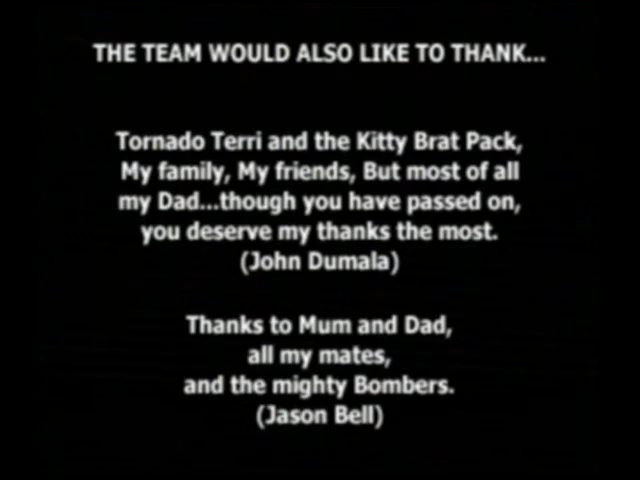 THE TEAM WOULD ALSO LIKE TO THANK...
Tornado Terri and the Kitty Brat Pack,
My family, My friends, But most of all
my Dad...though you have passed on,
you deserve my thanks the most.
(John Dumala)
Thanks to Mum and Dad,
all my mates,
and the mighty Bombers.
(Jason Bell)